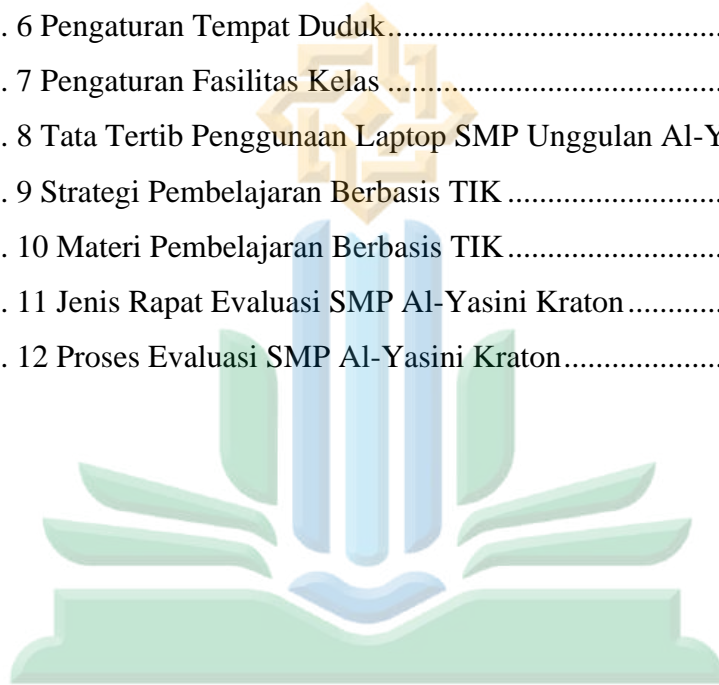 . 6 Pengaturan Tempat Duduk.......................................
. 7 Pengaturan Fasilitas Kelas .......................................
. 8 Tata Tertib Penggunaan Laptop SMP Unggulan Al-Y
. 9 Strategi Pembelajaran Berbasis TIK .........................
. 10 Materi Pembelajaran Berbasis TIK .........................
. 11 Jenis Rapat Evaluasi SMP Al-Yasini Kraton ...........
. 12 Proses Evaluasi SMP Al-Yasini Kraton...................